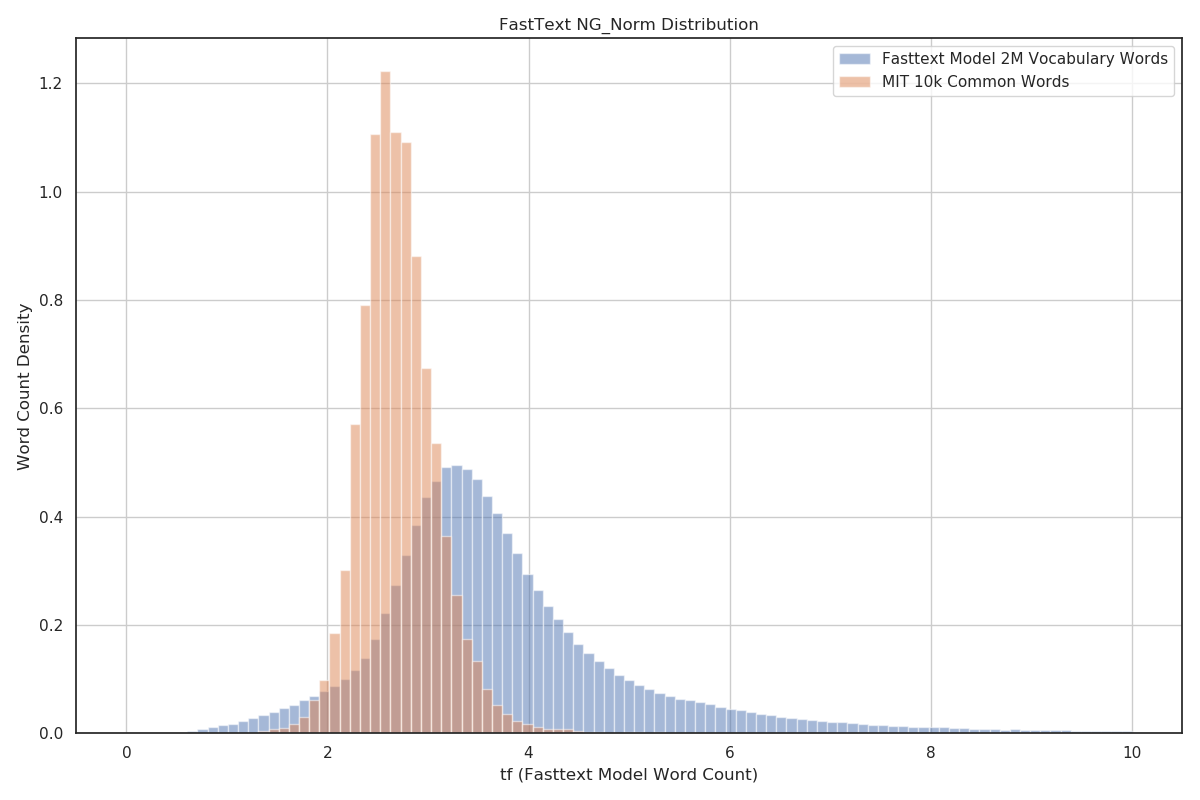 FastText NG_Norm Distribution
Fasttext Model 2M Vocabulary Words
MIT 10k Common Words
Word Count Density
1.2
1.0
0.8
0.6
0.4
0.2
0.0
0 2 4 6 8 10
tf (Fasttext Model Word Count)